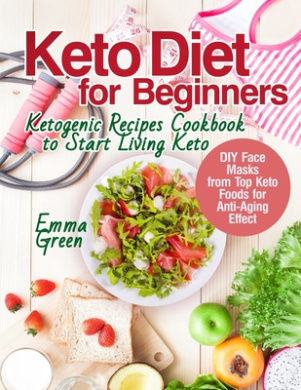 Keto Diet
for Beginners
Ketogenic Recipes Cookbook
to Start Living Keto
DIY Face
Masks
from Top Keto
Foods for
Anti-Aging
Effect
Emma
Green